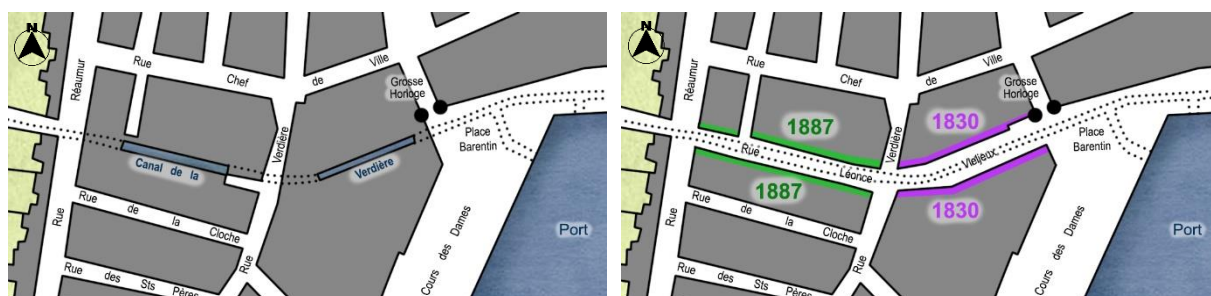 N
Réaumur
Rue
Chef
de
Ville
Grosse
Horloge
Verdière
Canal de la
Verdière
Place
Barentin
Rue
Rue de la Cloche
Rue
Rue des Sts Pères
Cours des Dames
Port
N
Réaumur
Rue
Chef
de
Ville
Grosse
Horloge
1887
1830
Verdière
Place
Barentin
Rue
Léonce
Vieljeux
1887
1830
Rue
Rue de la Cloche
Rue
Rue des Sts Pères
Cours des Dames
Port